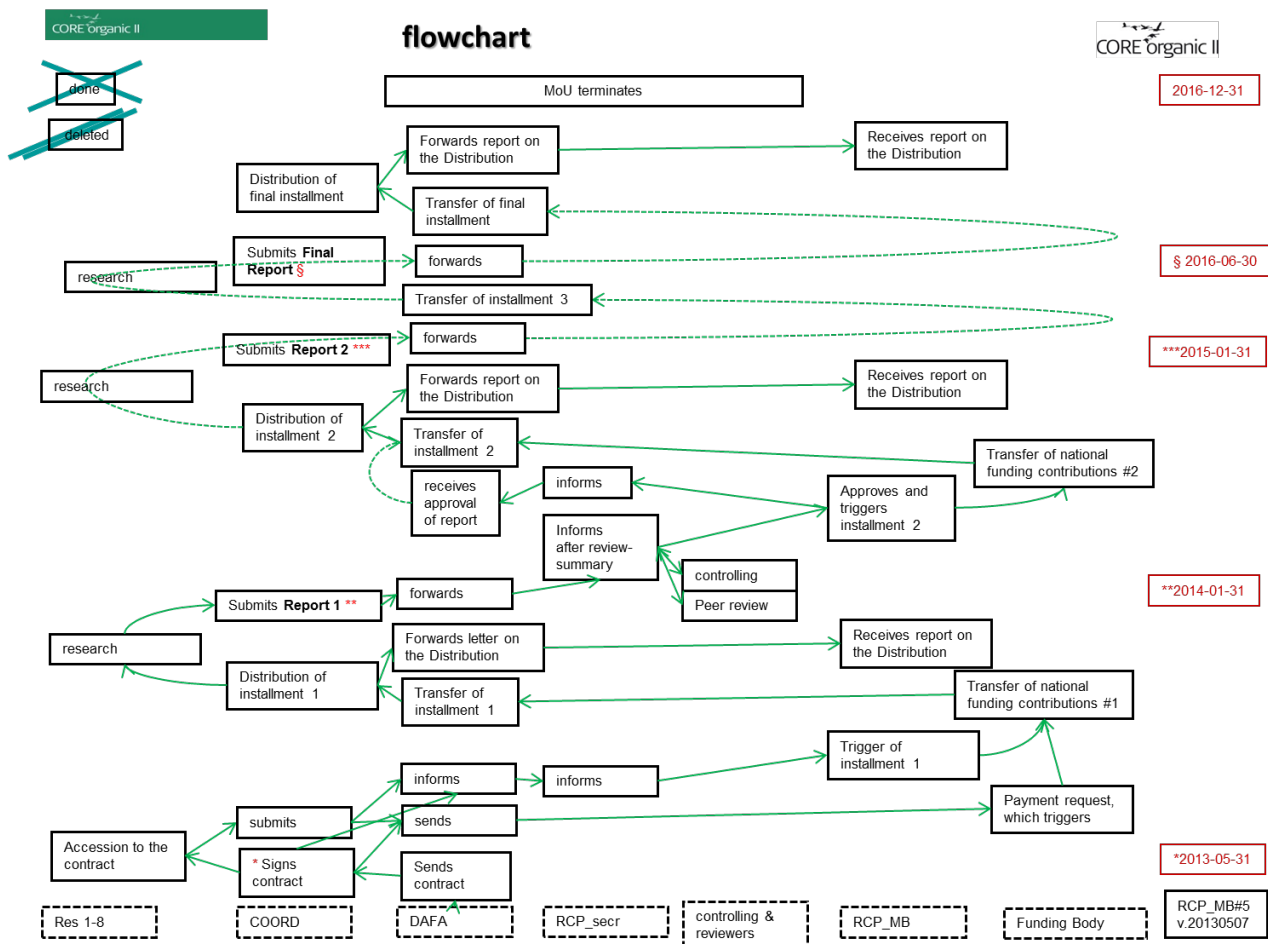 CORE organic II
flowchart
CORE organic II
done
MoU terminates
2016-12-31
deleted
Forwards report on
the Distribution
Receives report on
the Distribution
Distribution of
final installment
Transfer of final
installment
Submits Final
Report §
forwards
§ 2016-06-30
research
Transfer of installment 3
forwards
Submits Report 2 ***
***2015-01-31
research
Forwards report on
the Distribution
Receives report on
the Distribution
Distribution of
installment 2
Transfer of
installment 2
Transfer of national
funding contributions #2
receives
approval
of report
informs
Approves and
triggers
installment 2
Informs
after review-
summary
controlling
Peer review
forwards
Submits Report 1 **
**2014-01-31
research
Forwards letter on
the Distribution
Receives report on
the Distribution
Distribution of
installment 1
Transfer of
installment 1
Transfer of national
funding contributions #1
Trigger of
installment 1
informs
informs
Payment request,
which triggers
submits
sends
Accession to the
contract
* Signs
contract
Sends
contract
*2013-05-31
Res 1-8
COORD
DAFA
RCP_secr
controlling &
reviewers
RCP_MB
Funding Body
RCP_MB#5
v.20130507